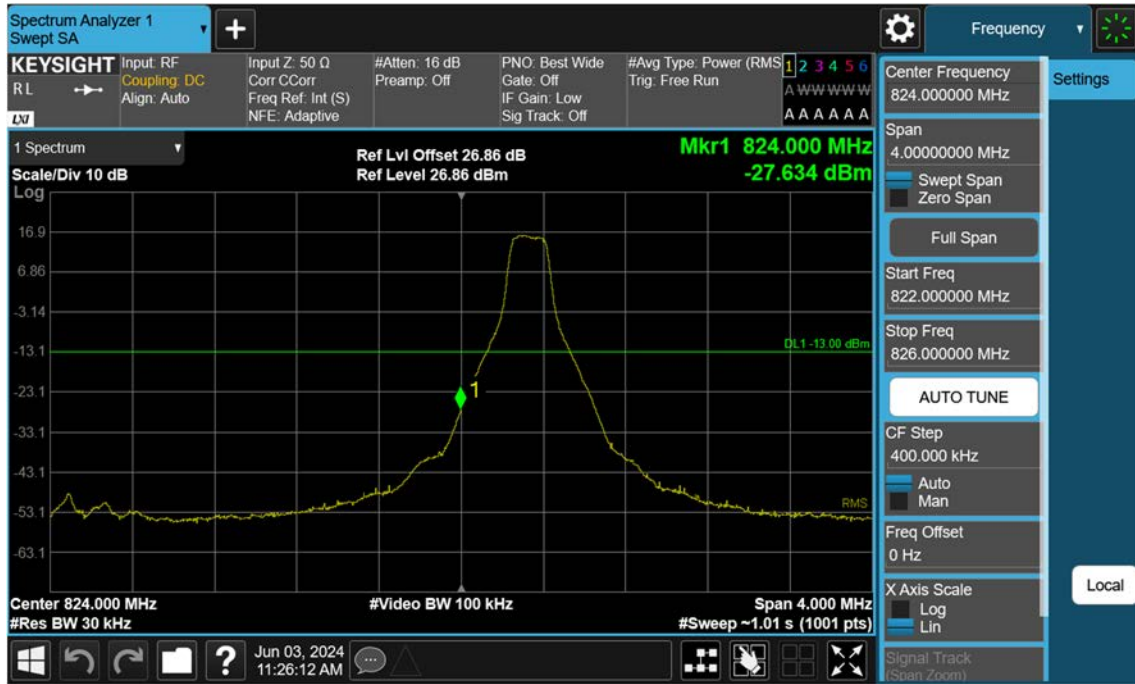 Spectrum Analyzer 1
Swept SA
Frequency
KEYSIGHT
RL
LXI
Input: RF
Coupling: DC
Align: Auto
Input Z: 50 Ω
Corr CCorr
Freq Ref: Int (S)
NFE: Adaptive
#Atten: 16 dB
Preamp: Off
PNO: Best Wide
Gate: Off
IF Gain: Low
Sig Track: Off
#Avg Type: Power (RMS
Trig: Free Run
1 2 3 4 5 6
A W W W W W
A A A A A A
1 Spectrum
Scale/Div 10 dB
Ref Lvl Offset 26.86 dB
Ref Level 26.86 dBm
Mkr1 824.000 MHz
-27.634 dBm
Log
16.9
6.86
-3.14
-13.1
-23.1
-33.1
-43.1
-53.1
-63.1
DL1 -13.00 dBm
1
RMS
Center 824.000 MHz
#Video BW 100 kHz
Span 4.000 MHz
#Res BW 30 kHz
#Sweep ~1.01 s (1001 pts)
Jun 03, 2024
11:26:12 AM
Center Frequency
824.000000 MHz
Span
4.00000000 MHz
Swept Span
Zero Span
Full Span
Start Freq
822.000000 MHz
Stop Freq
826.000000 MHz
AUTO TUNE
CF Step
400.000 kHz
Auto
Man
Freq Offset
0 Hz
X Axis Scale
Log
Lin
Signal Track
(Span Zoom)
Settings
Local